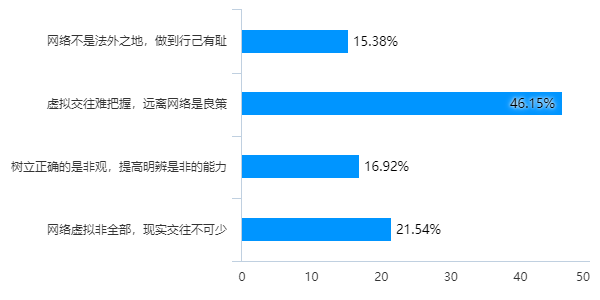 网络不是法外之地，做到行己有耻
15.38%
虚拟交往难把握，远离网络是良策
46.15%
树立正确的是非观，提高明辨是非的能力
16.92%
网络虚拟非全部，现实交往不可少
21.54%
0 10 20 30 40 50